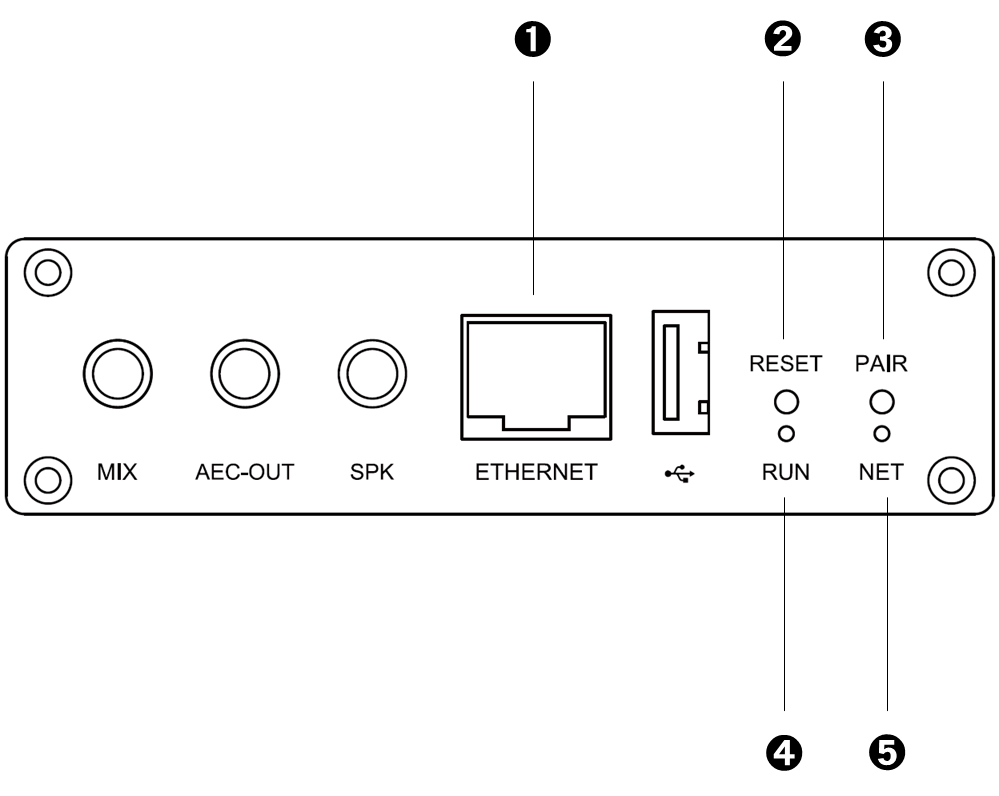 ❶ ❷ ❸
RESET PAIR
MIX AEC-OUT SPK ETHERNET RUN NET
❹ ❺